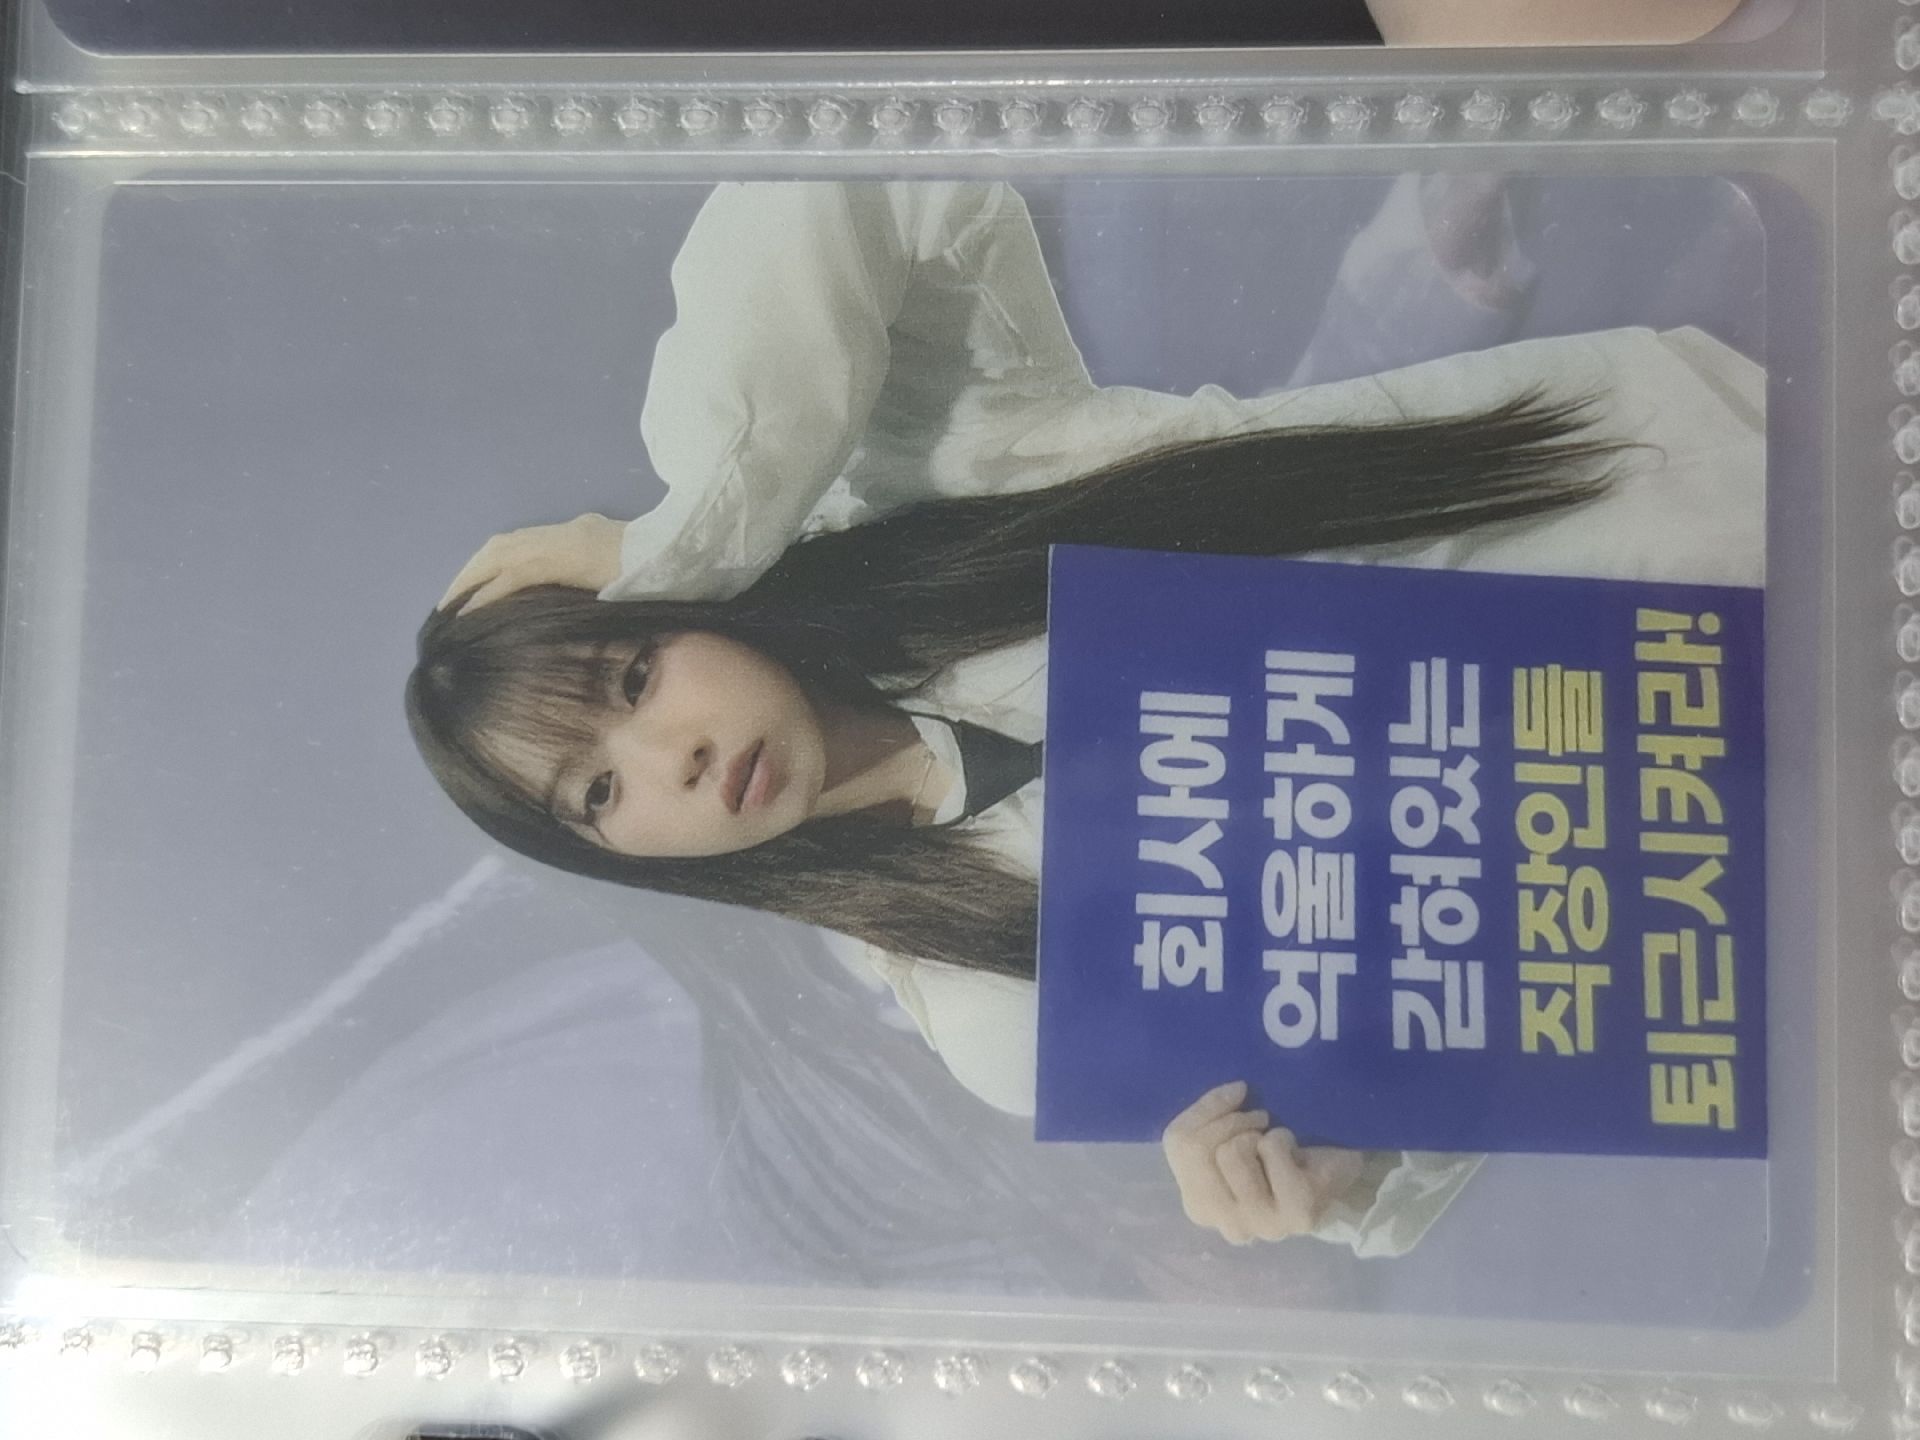 회사에
억울하게
갇혀있는
직장인들
퇴근시켜라!